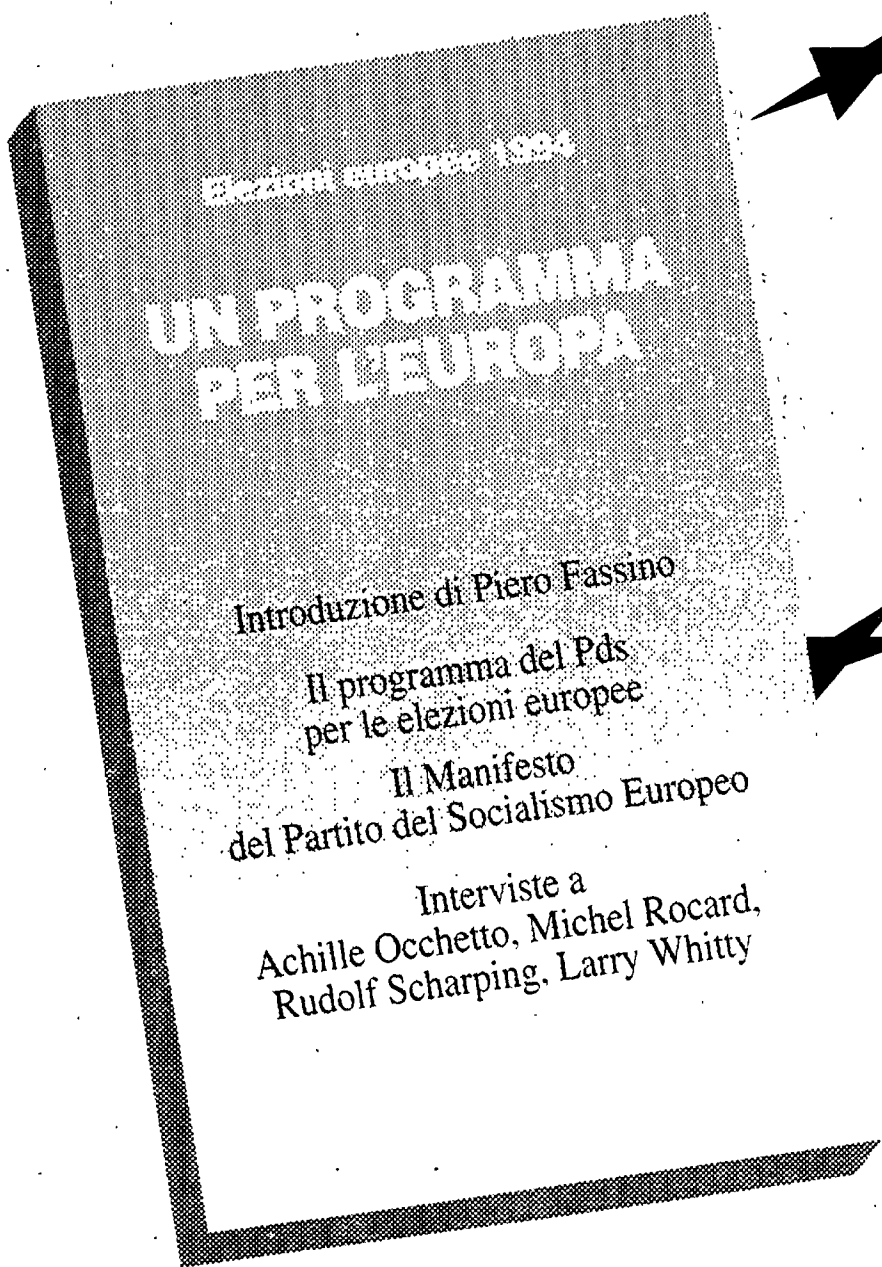 Elezioni europee 1994
UN PROGRAMMA
PER L'EUROPA
Introduzione di Piero Fassino
Il programma del Pds
per le elezioni europee
Il Manifesto
del Partito del Socialismo Europeo
Interviste a
Achille Occhetto, Michel Rocard,
Rudolf Scharping, Larry Whitty